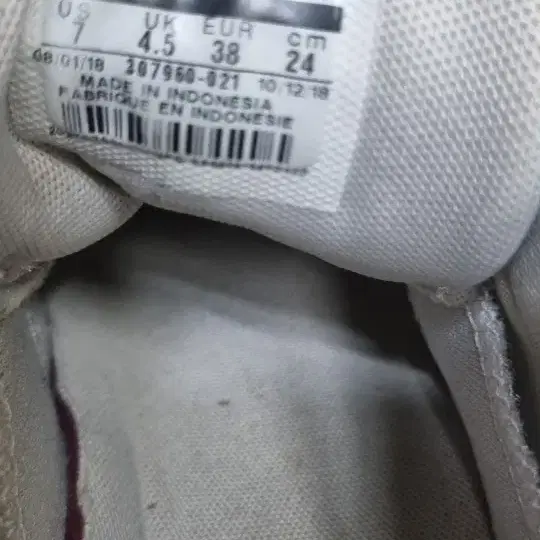 US UK EUR cm
7 4.5 38 24
08/01/18 307960-021 10/12/18
MADE IN INDONESIA
FABRIQUE EN INDONESIE